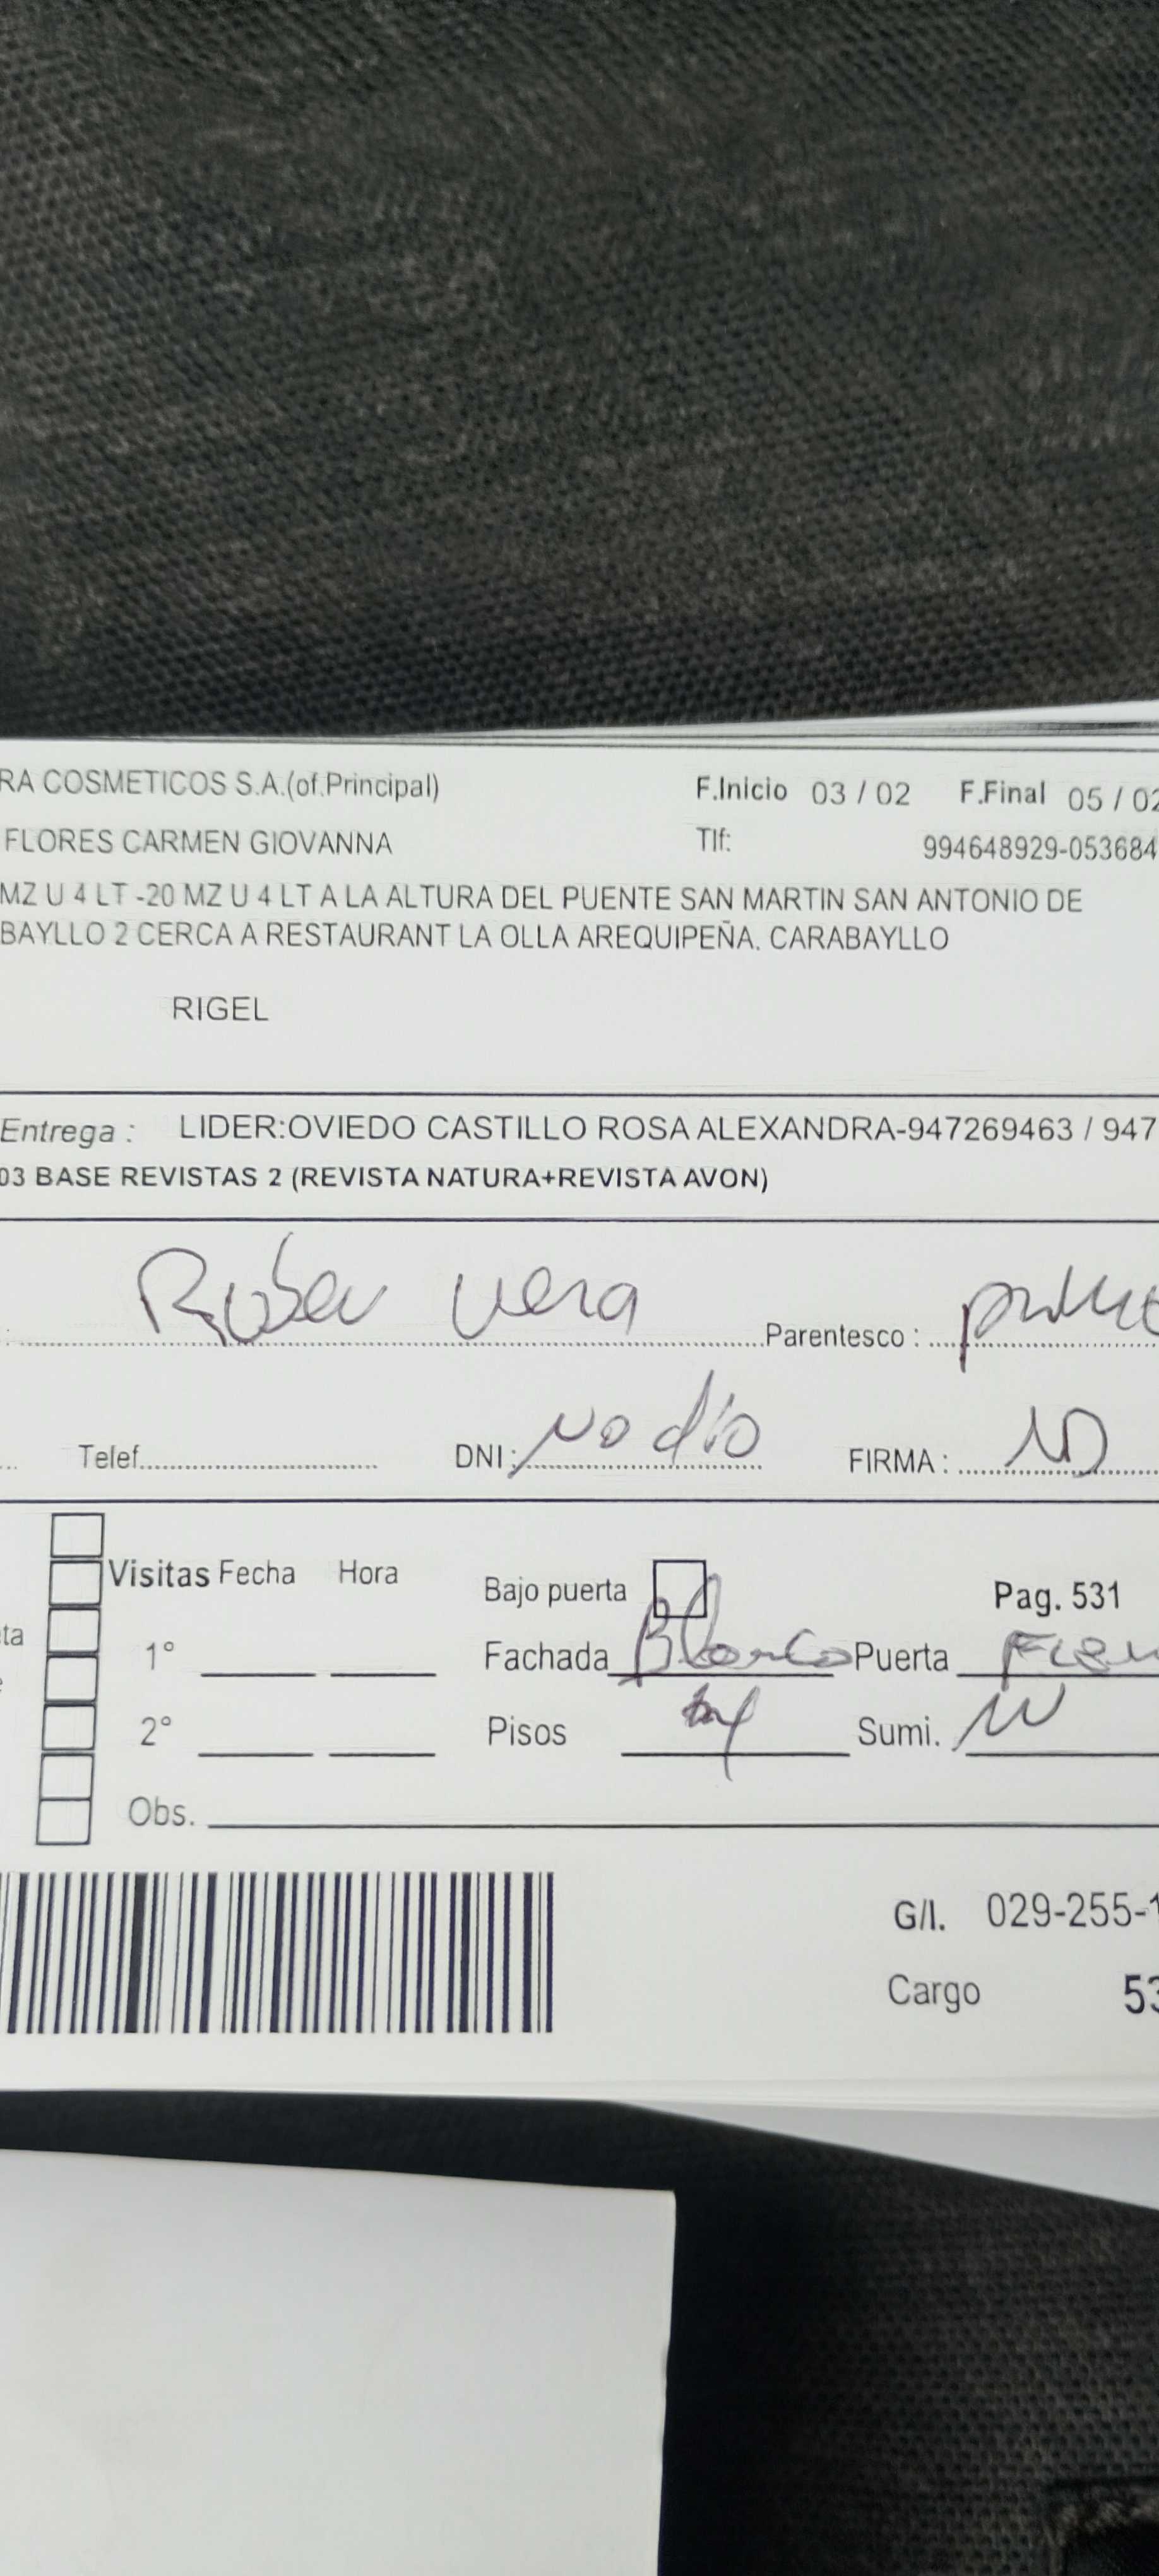 RA COSMETICOS S.A.(of.Principal) F.Inicio 03 / 02 F.Final 05 / 02
FLORES CARMEN GIOVANNA Tlf: 994648929-053684
MZ U 4 LT -20 MZ U 4 LT A LA ALTURA DEL PUENTE SAN MARTIN SAN ANTONIO DE
BAYLLO 2 CERCA A RESTAURANT LA OLLA AREQUIPEÑA. CARABAYLLO
RIGEL
Entrega : LIDER:OVIEDO CASTILLO ROSA ALEXANDRA-947269463 / 947
03 BASE REVISTAS 2 (REVISTA NATURA+REVISTA AVON)
Ruben Vera Parentesco :
Telef. DNI : No dio FIRMA :
Visitas Fecha Hora Bajo puerta Pag. 531
ta 1° Fachada Blanco Puerta
2° Pisos Sumi.
Obs.
G/I. 029-255-1
Cargo 53